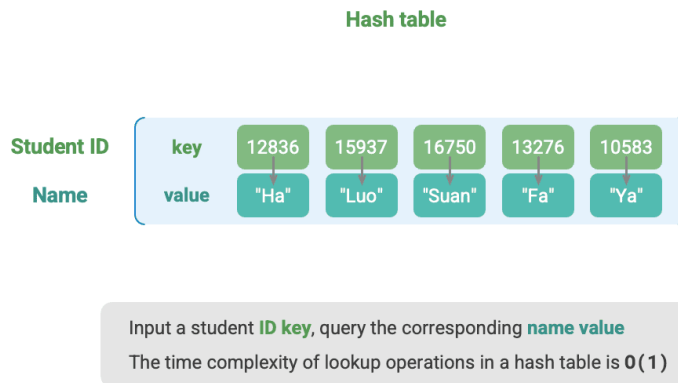 Hash table
Student ID key 12836 15937 16750 13276 10583
Name value "Ha" "Luo" "Suan" "Fa" "Ya"
Input a student ID key, query the corresponding name value
The time complexity of lookup operations in a hash table is O(1)